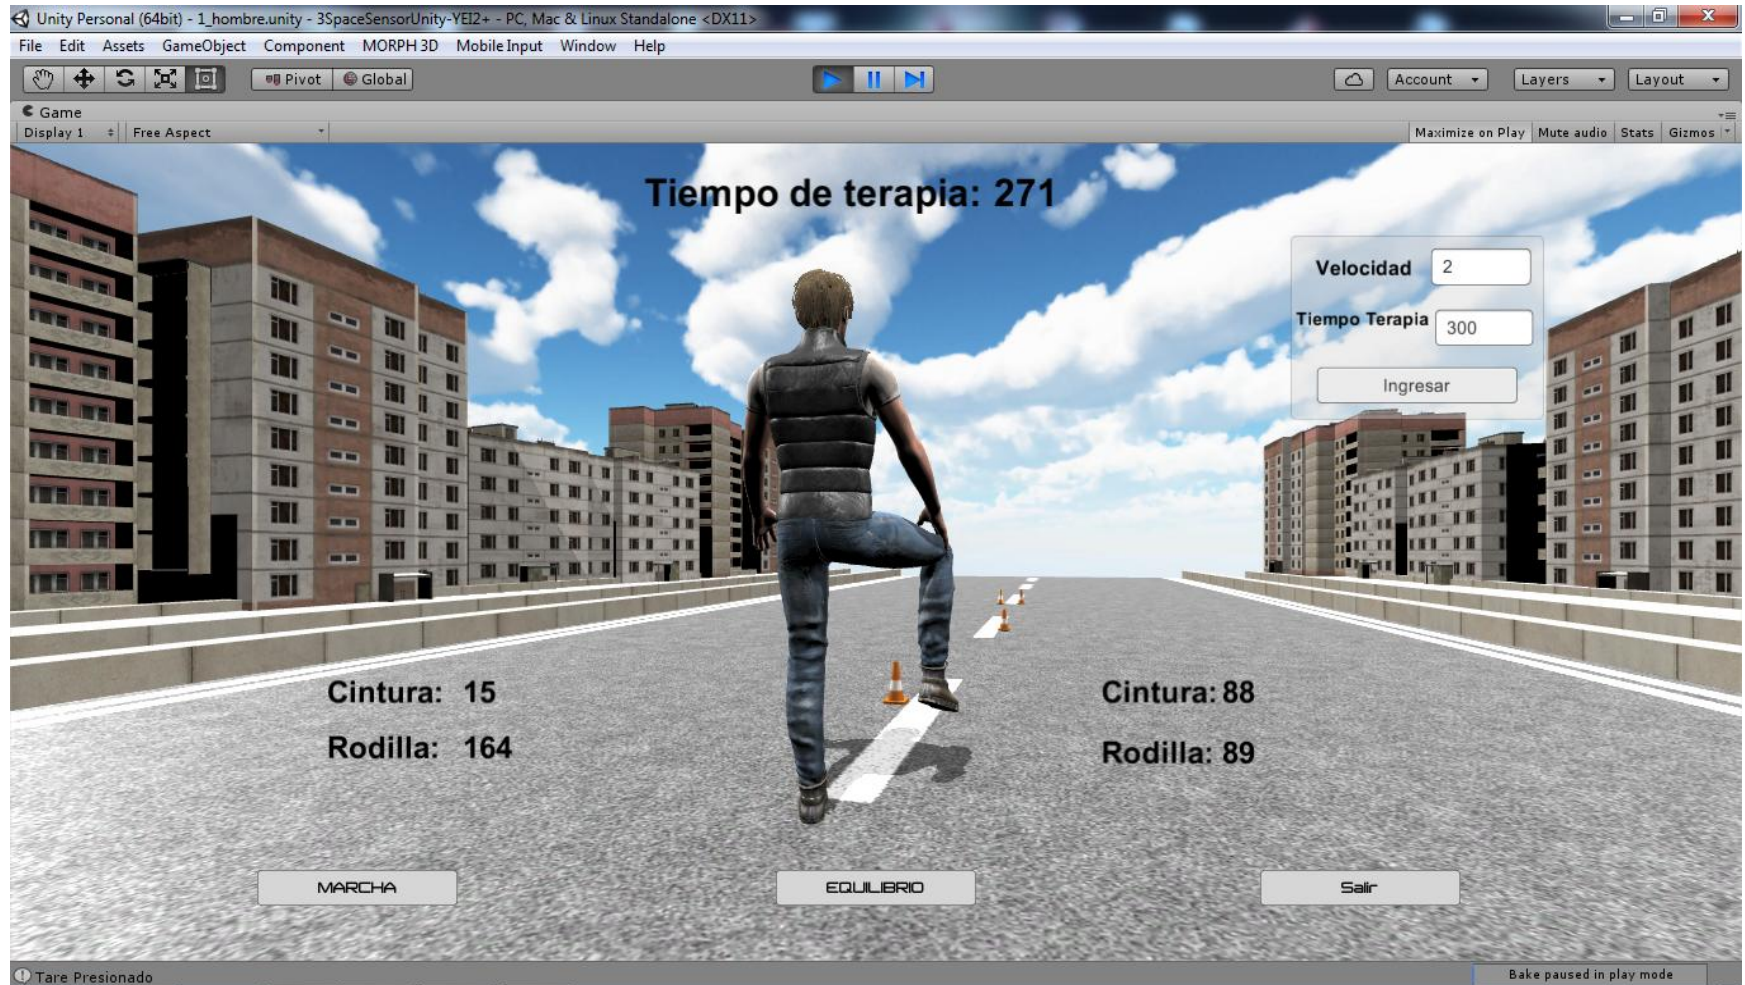 Unity Personal (64bit) - 1_hombre.unity - 3SpaceSensorUnity-YEI2+ - PC, Mac & Linux Standalone <DX11>
File Edit Assets GameObject Component MORPH 3D Mobile Input Window Help
Pivot Global Account Layers Layout
Game
Display 1 Free Aspect Maximize on Play Mute audio Stats Gizmos
Tiempo de terapia: 271
Velocidad 2
Tiempo Terapia 300
Ingresar
Cintura: 15 Cintura: 88
Rodilla: 164 Rodilla: 89
MARCHA EQUILIBRIO Salir
Tare Presionado Bake paused in play mode